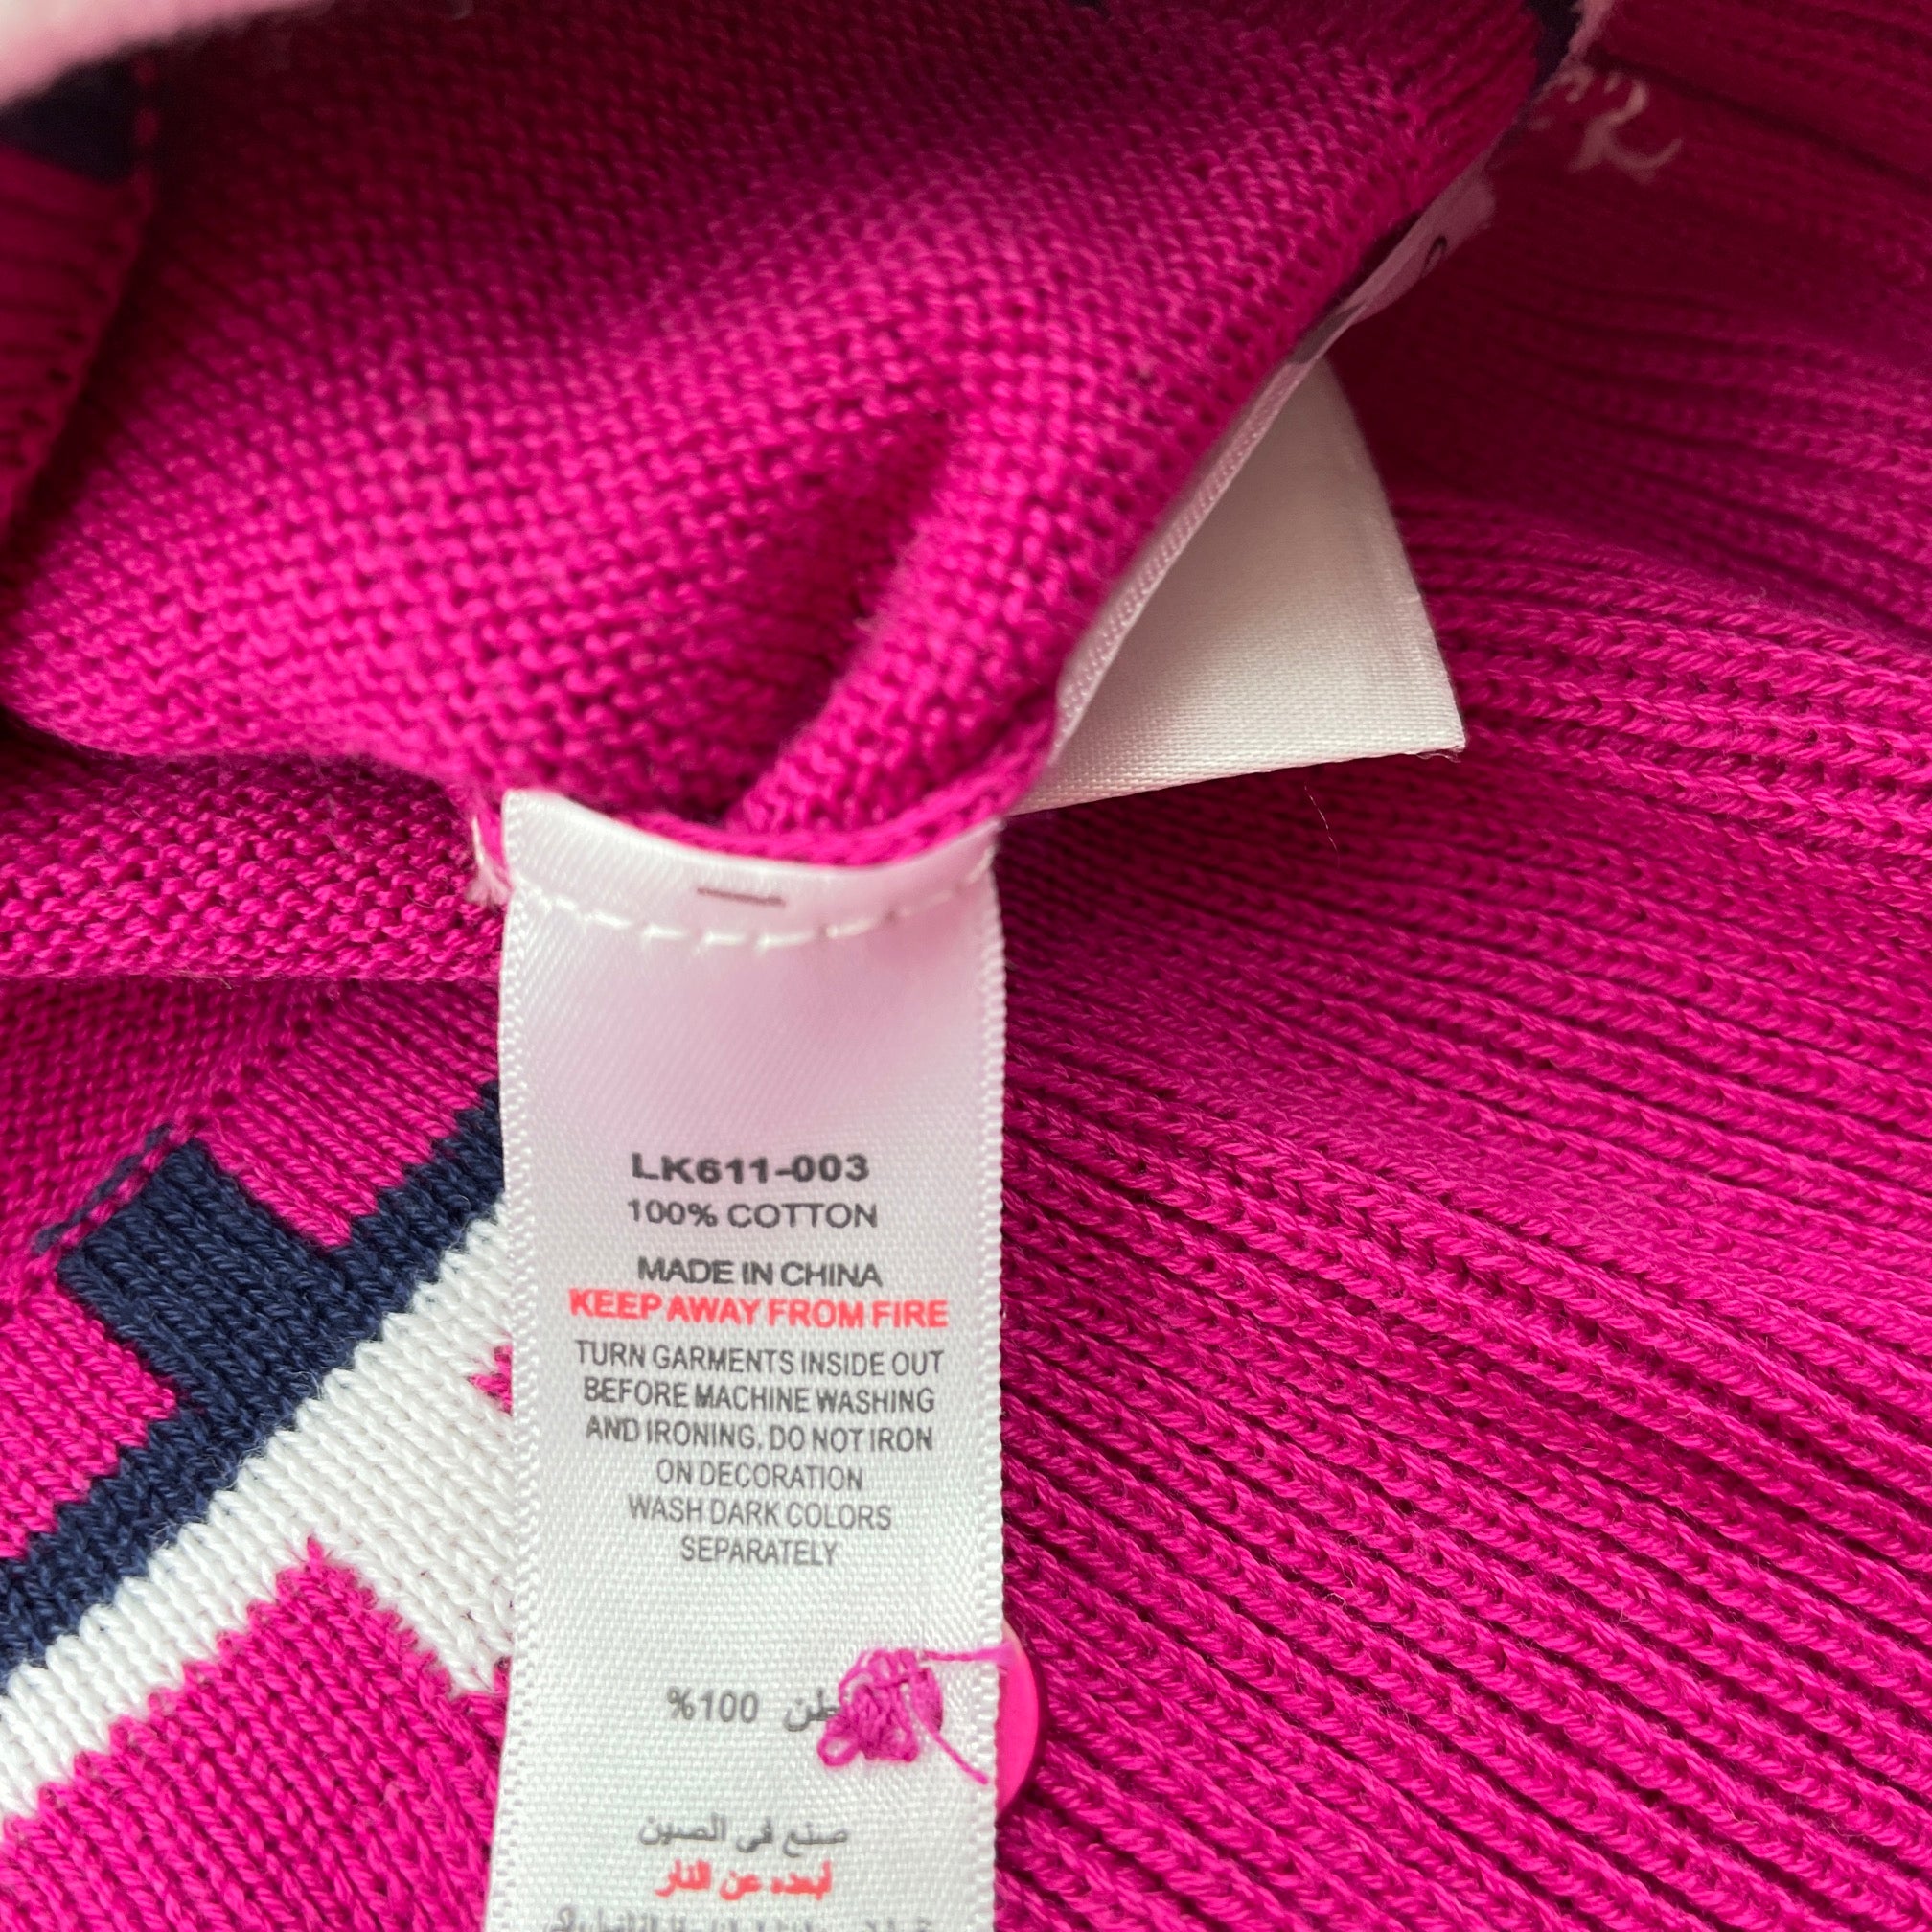 LK611-003
100% COTTON
MADE IN CHINA
KEEP AWAY FROM FIRE
TURN GARMENTS INSIDE OUT
BEFORE MACHINE WASHING
AND IRONING, DO NOT IRON
ON DECORATION
WASH DARK COLORS
SEPARATELY
%100
صنع في الصين
أبعده عن النار